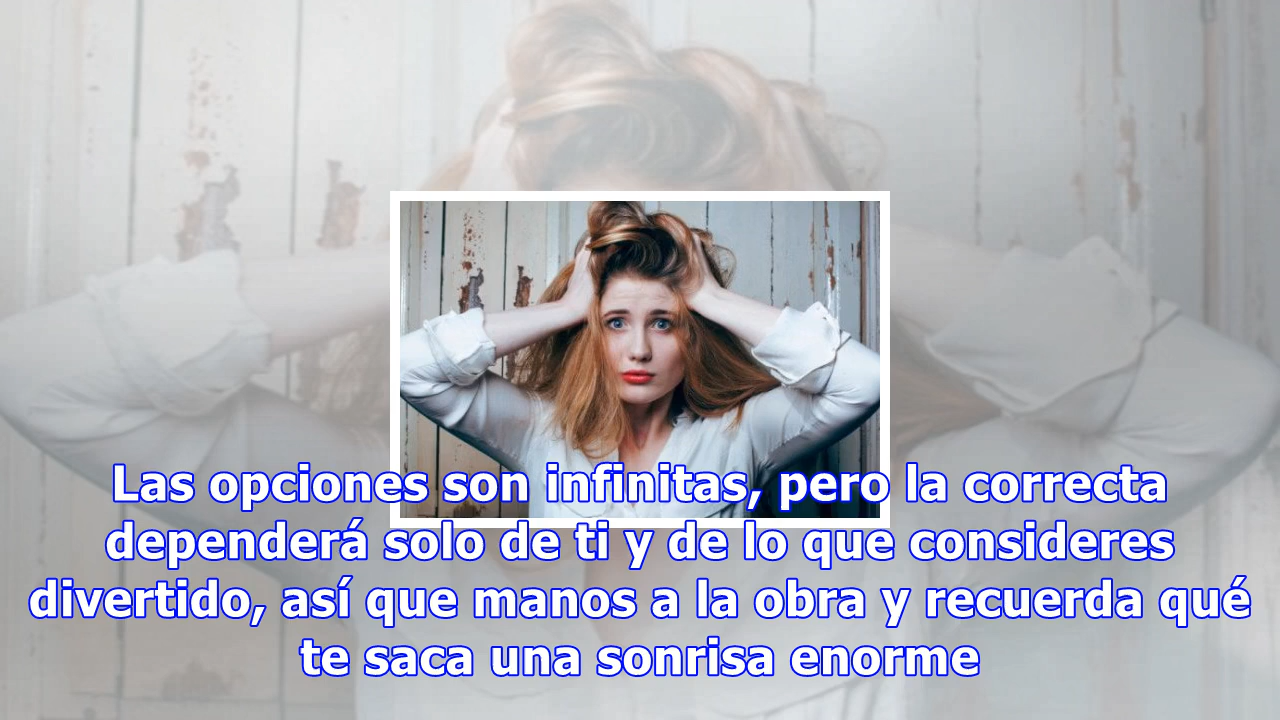 Las opciones son infinitas, pero la correcta
dependerá solo de ti y de lo que consideres
divertido, así que manos a la obra y recuerda qué
te saca una sonrisa enorme